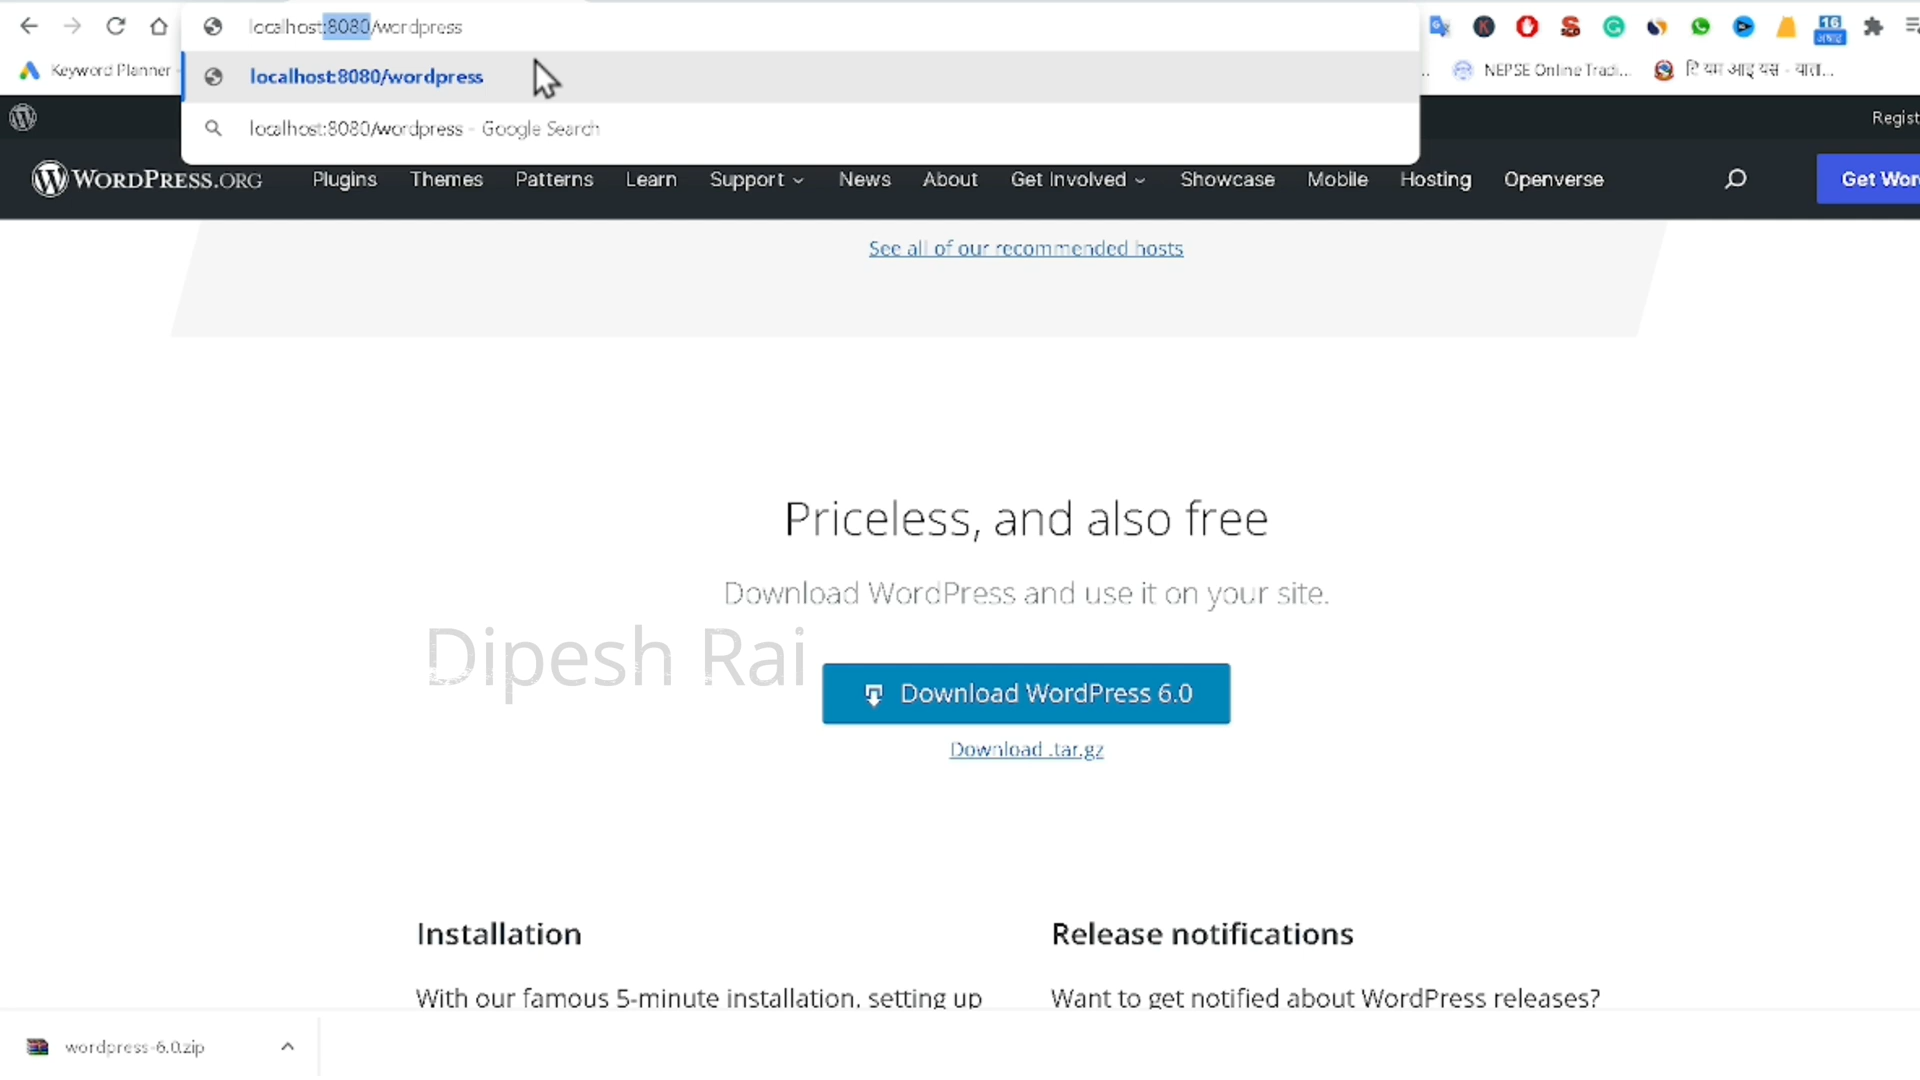 localhost:8080/wordpress
localhost:8080/wordpress
localhost:8080/wordpress - Google Search
16
Keyword Planner
NEPSE Online Tradi...
टि यम आइ यस - याता...
Regist
WORDPRESS.ORG
Plugins
Themes
Patterns
Learn
Support
News
About
Get Involved
Showcase
Mobile
Hosting
Openverse
Get Wor
See all of our recommended hosts
Priceless, and also free
Download WordPress and use it on your site.
Dipesh Rai
Download WordPress 6.0
Download .tar.gz
Installation
Release notifications
With our famous 5-minute installation, setting up
Want to get notified about WordPress releases?
wordpress-6.0.zip